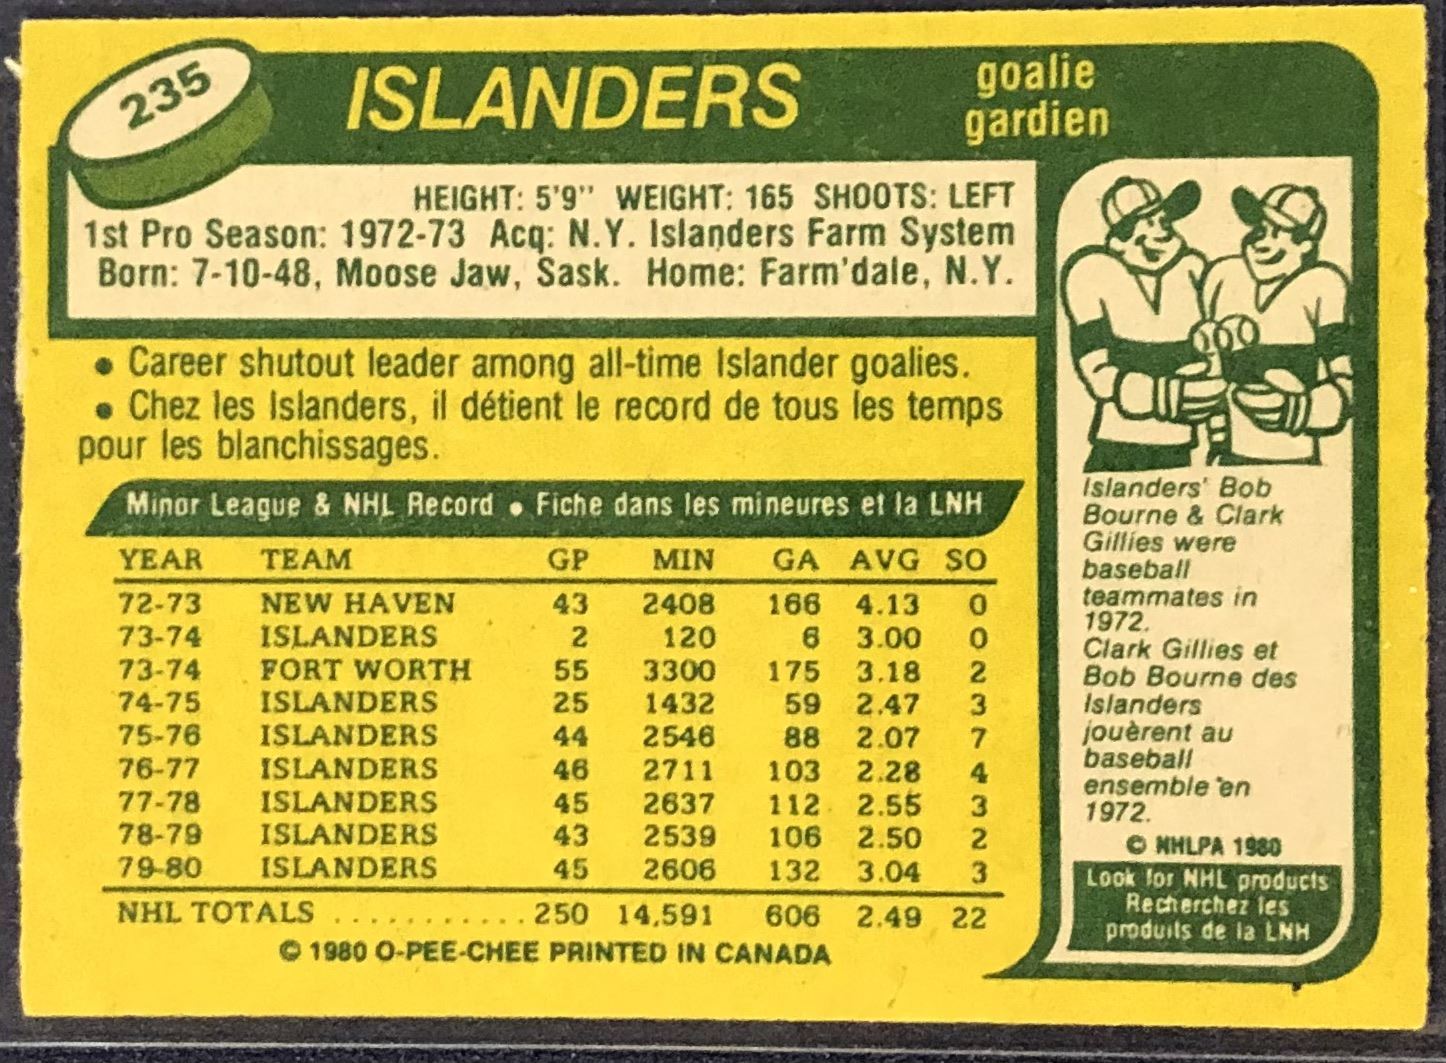 235
ISLANDERS
goalie
gardien
HEIGHT: 5'9" WEIGHT: 165 SHOOTS: LEFT
1st Pro Season: 1972-73 Acq: N.Y. Islanders Farm System
Born: 7-10-48, Moose Jaw, Sask. Home: Farm'dale, N.Y.
• Career shutout leader among all-time Islander goalies.
• Chez les Islanders, il détient le record de tous les temps
pour les blanchissages.
Minor League & NHL Record • Fiche dans les mineures et la LNH
YEAR TEAM GP MIN GA AVG SO
72-73 NEW HAVEN 43 2408 166 4.13 0
73-74 ISLANDERS 2 120 6 3.00 0
73-74 FORT WORTH 55 3300 175 3.18 2
74-75 ISLANDERS 25 1432 59 2.47 3
75-76 ISLANDERS 44 2546 88 2.07 7
76-77 ISLANDERS 46 2711 103 2.28 4
77-78 ISLANDERS 45 2637 112 2.55 3
78-79 ISLANDERS 43 2539 106 2.50 2
79-80 ISLANDERS 45 2606 132 3.04 3
NHL TOTALS ............ 250 14,591 606 2.49 22
© 1980 O-PEE-CHEE PRINTED IN CANADA
Islanders' Bob
Bourne & Clark
Gillies were
baseball
teammates in
1972.
Clark Gillies et
Bob Bourne des
Islanders
jouèrent au
baseball
ensemble en
1972.
© NHLPA 1980
Look for NHL products
Recherchez les
produits de la LNH